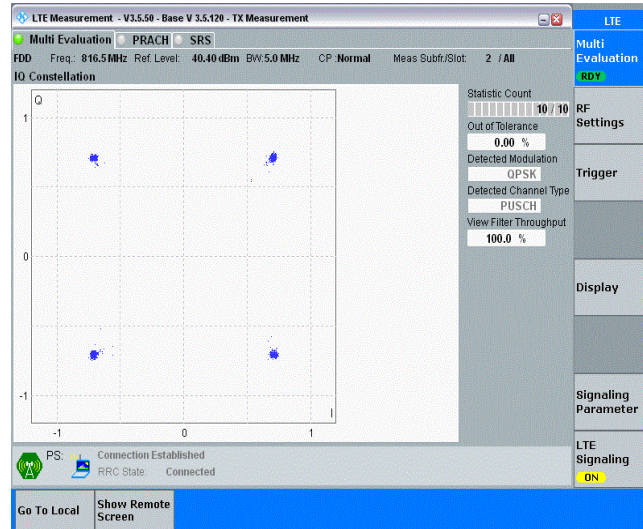 LTE Measurement - V3.5.50 - Base V 3.5.120 - TX Measurement
LTE
Multi Evaluation PRACH SRS
Multi
Evaluation
RDY
FDD Freq.: 816.5 MHz Ref. Level: 40.40 dBm BW:5.0 MHz CP :Normal Meas Subfr./Slot: 2 / All
IQ Constellation
Statistic Count
10 / 10
Out of Tolerance
0.00 %
Detected Modulation
QPSK
Detected Channel Type
PUSCH
View Filter Throughput
100.0 %
RF
Settings
Trigger
Display
Signaling
Parameter
LTE
Signaling
ON
Q
1
0
-1
I
-1 0 1
PS: Connection Established
RRC State: Connected
Go To Local
Show Remote
Screen